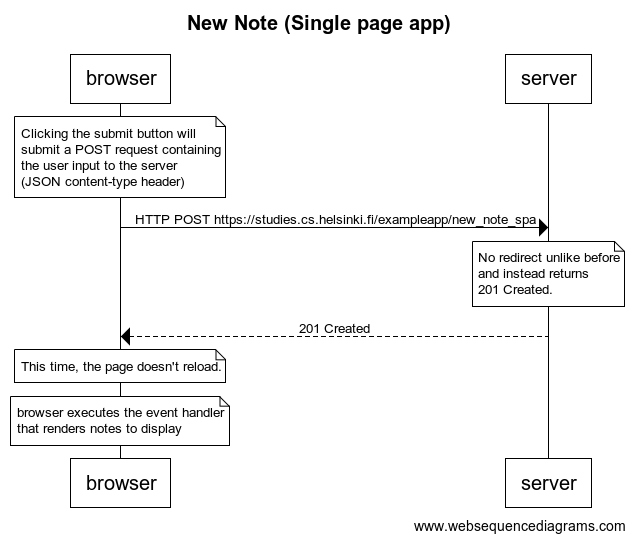 New Note (Single page app)
browser
server
Clicking the submit button will
submit a POST request containing
the user input to the server
(JSON content-type header)
HTTP POST https://studies.cs.helsinki.fi/exampleapp/new_note_spa
No redirect unlike before
and instead returns
201 Created.
201 Created
This time, the page doesn't reload.
browser executes the event handler
that renders notes to display
browser
server
www.websequencediagrams.com